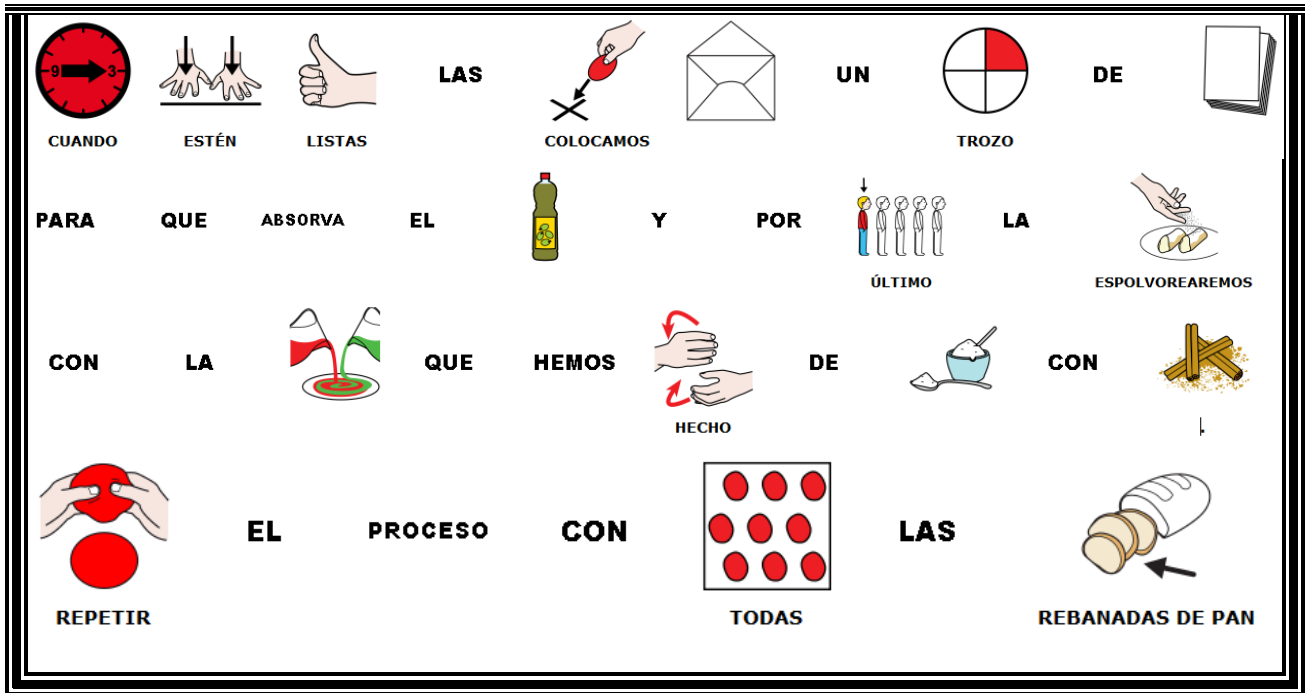 LAS UN DE
CUANDO ESTÉN LISTAS COLOCAMOS TROZO
PARA QUE ABSORVA EL Y POR LA
ÚLTIMO ESPOLVOREAREMOS
CON LA QUE HEMOS DE CON
HECHO .
EL PROCESO CON LAS
REPETIR TODAS REBANADAS DE PAN